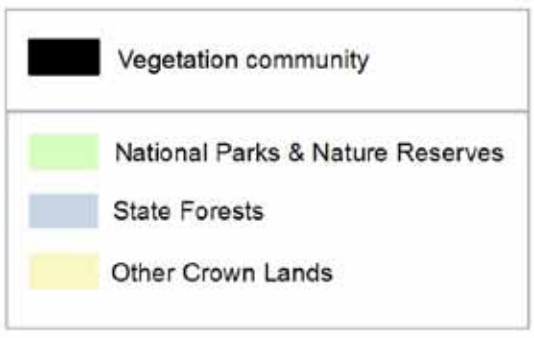 Vegetation community
National Parks & Nature Reserves
State Forests
Other Crown Lands